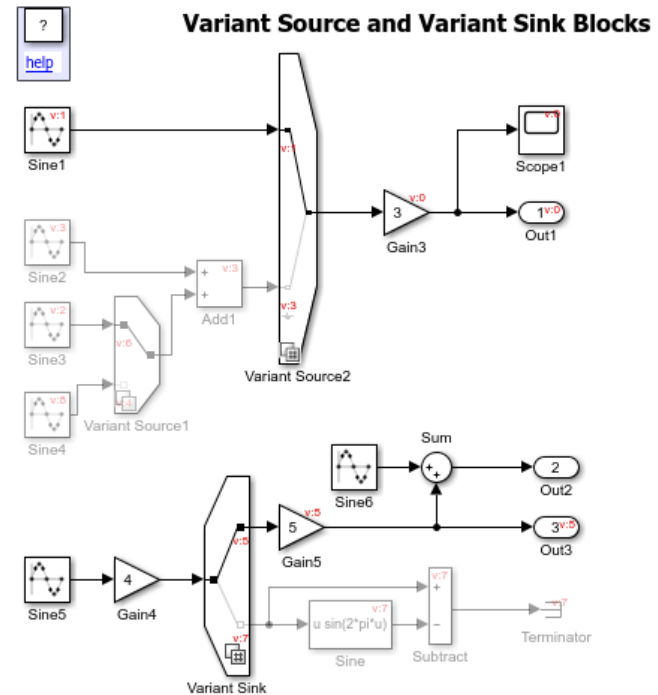 Variant Source and Variant Sink Blocks
?
help
v:1
Sine1
v:1
v:0
Scope1
v:0
3
Gain3
1
v:0
Out1
v:3
Sine2
v:3
+
+
Add1
v:3
v:2
Sine3
v:6
v:5
Sine4
Variant Source1
Variant Source2
Sum
Sine6
+
+
2
Out2
v:5
5
Gain5
3
v:5
Out3
v:5
Sine5
4
Gain4
v:7
Variant Sink
v:7
u sin(2*pi*u)
Sine
v:7
+
−
Subtract
v:7
Terminator